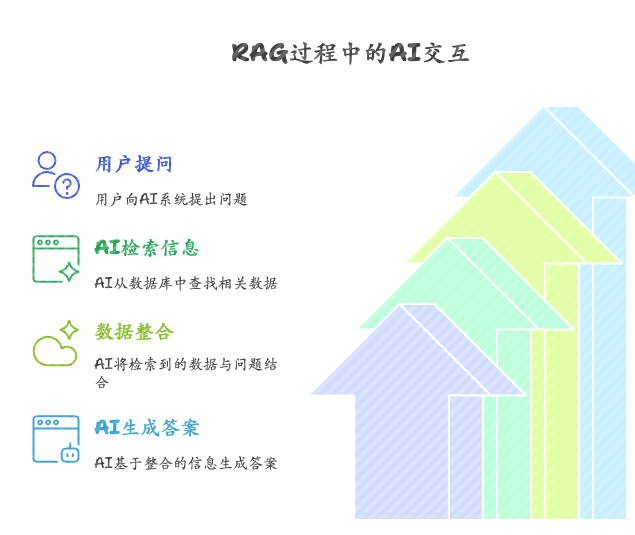 RAG过程中的AI交互
用户提问
用户向AI系统提出问题
AI检索信息
AI从数据库中查找相关数据
数据整合
AI将检索到的数据与问题结
合
AI生成答案
AI基于整合的信息生成答案